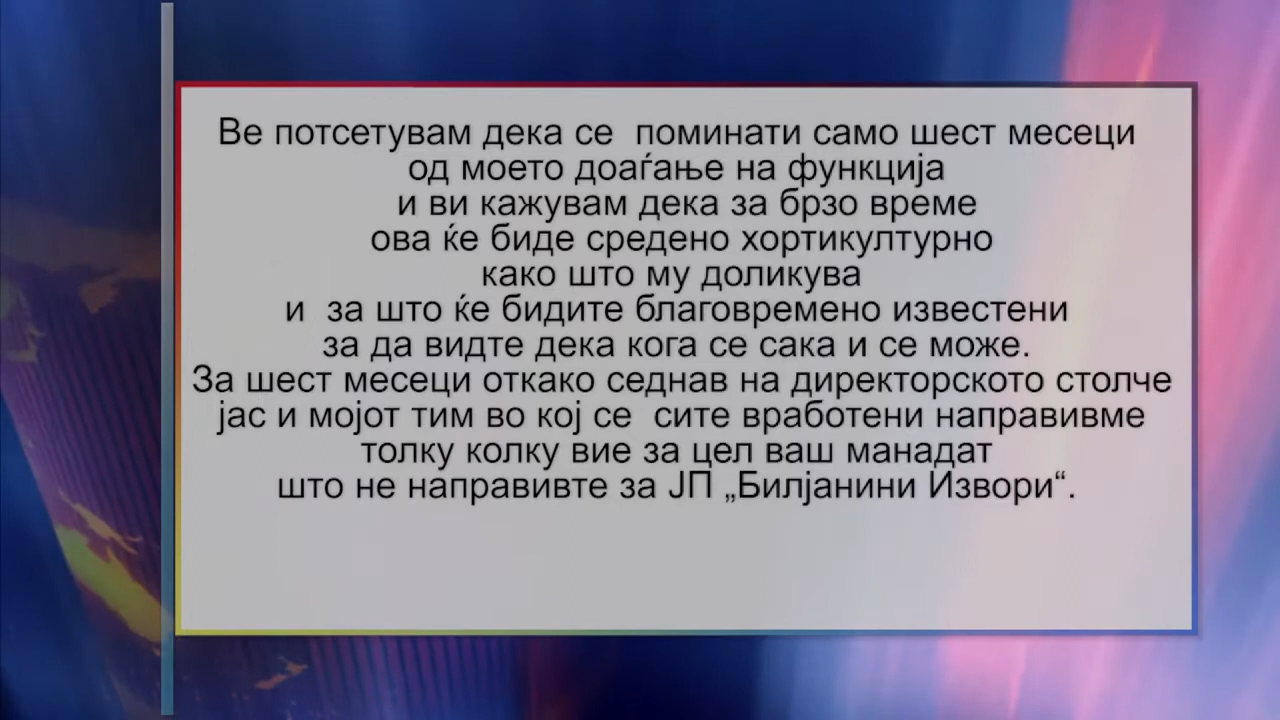 Ве потсетувам дека се  поминати само шест месеци
од моето доаѓање на функција
и ви кажувам дека за брзо време
ова ќе биде средено хортикултурно
како што му доликува
и  за што ќе бидите благовремено известени
за да видте дека кога се сака и се може.
За шест месеци откако седнав на директорското столче
јас и мојот тим во кој се  сите вработени направивме
толку колку вие за цел ваш манадат
што не направивте за ЈП „Билјанини Извори“.